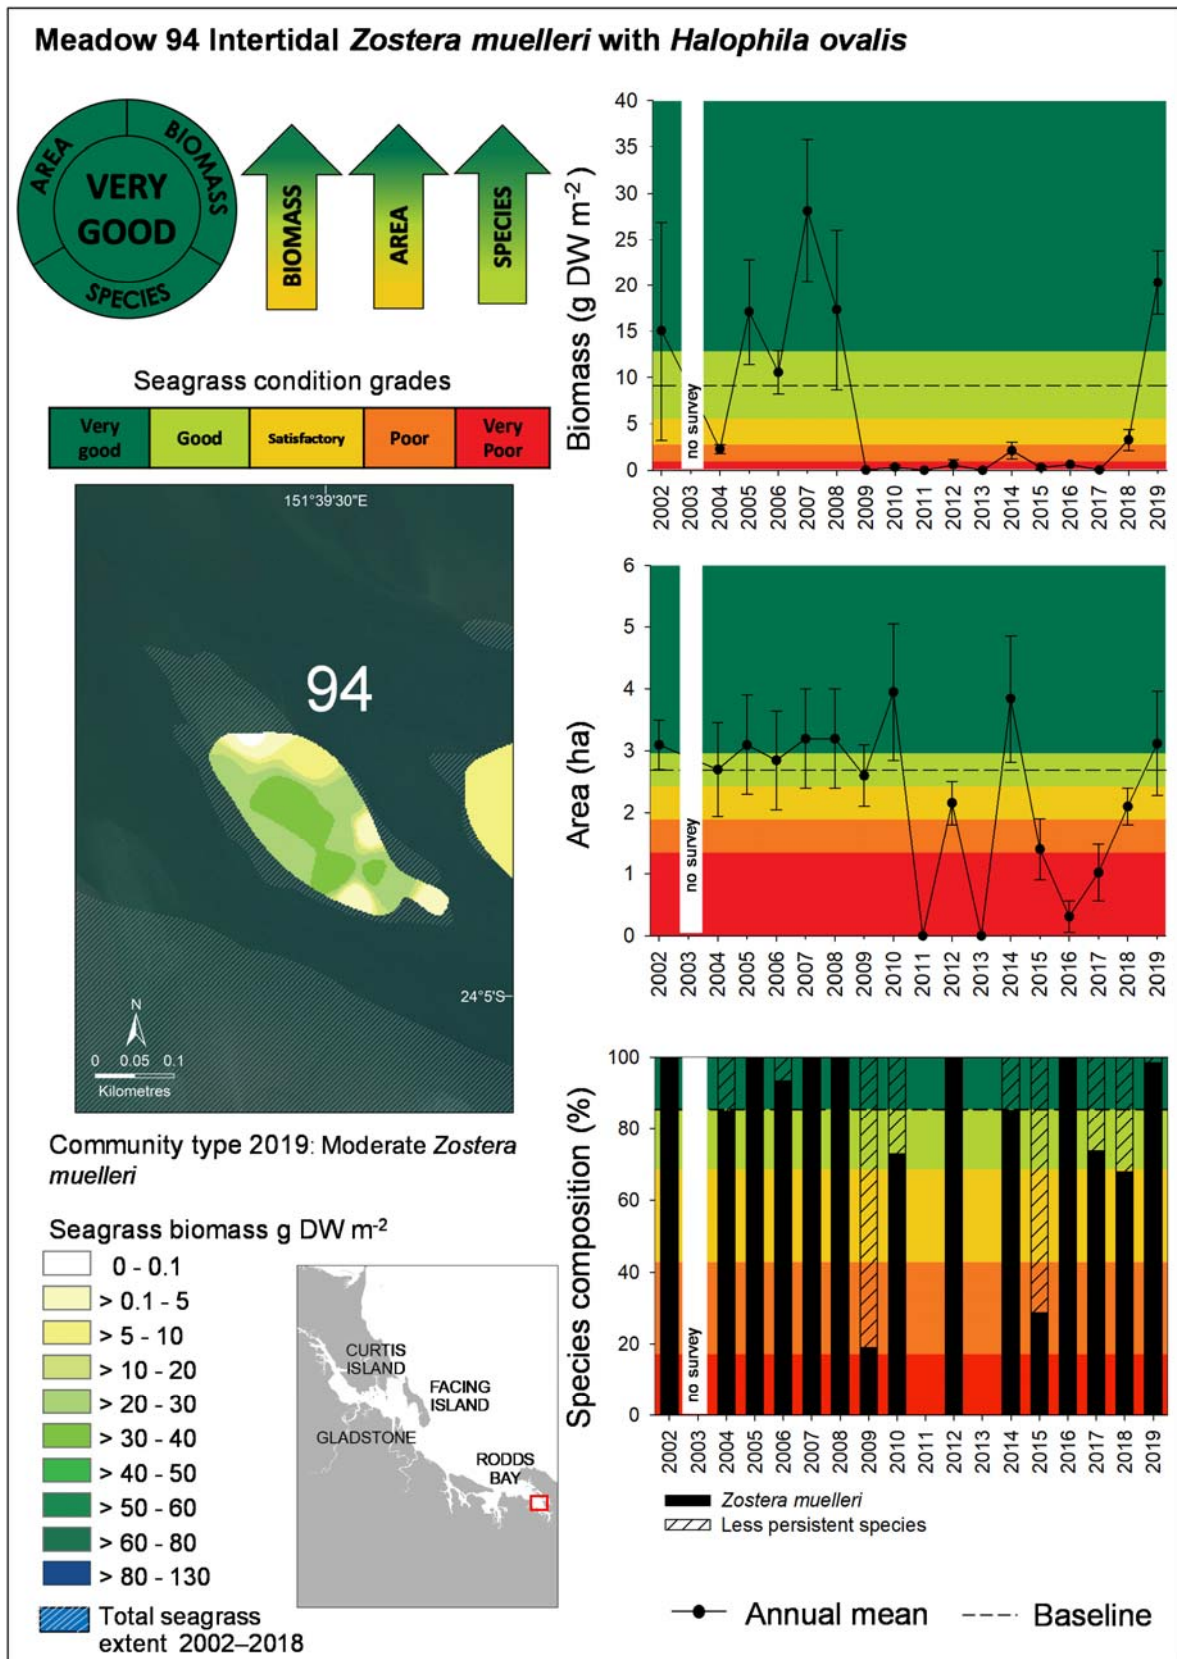 Meadow 94 Intertidal Zostera muelleri with Halophila ovalis
AREA
BIOMASS
SPECIES
VERY
GOOD
BIOMASS
AREA
SPECIES
Seagrass condition grades
Very good
Good
Satisfactory
Poor
Very Poor
151°39'30"E
94
24°5'S
N
0 0.05 0.1
Kilometres
Community type 2019: Moderate Zostera
muelleri
Seagrass biomass g DW m-2
0 - 0.1
> 0.1 - 5
> 5 - 10
> 10 - 20
> 20 - 30
> 30 - 40
> 40 - 50
> 50 - 60
> 60 - 80
> 80 - 130
Total seagrass
extent 2002–2018
CURTIS
ISLAND
FACING
ISLAND
GLADSTONE
RODDS
BAY
Biomass (g DW m-2)
40
35
30
25
20
15
10
5
0
no survey
2002 2003 2004 2005 2006 2007 2008 2009 2010 2011 2012 2013 2014 2015 2016 2017 2018 2019
Area (ha)
6
5
4
3
2
1
0
no survey
2002 2003 2004 2005 2006 2007 2008 2009 2010 2011 2012 2013 2014 2015 2016 2017 2018 2019
Species composition (%)
100
80
60
40
20
0
no survey
2002 2003 2004 2005 2006 2007 2008 2009 2010 2011 2012 2013 2014 2015 2016 2017 2018 2019
Zostera muelleri
Less persistent species
Annual mean
Baseline